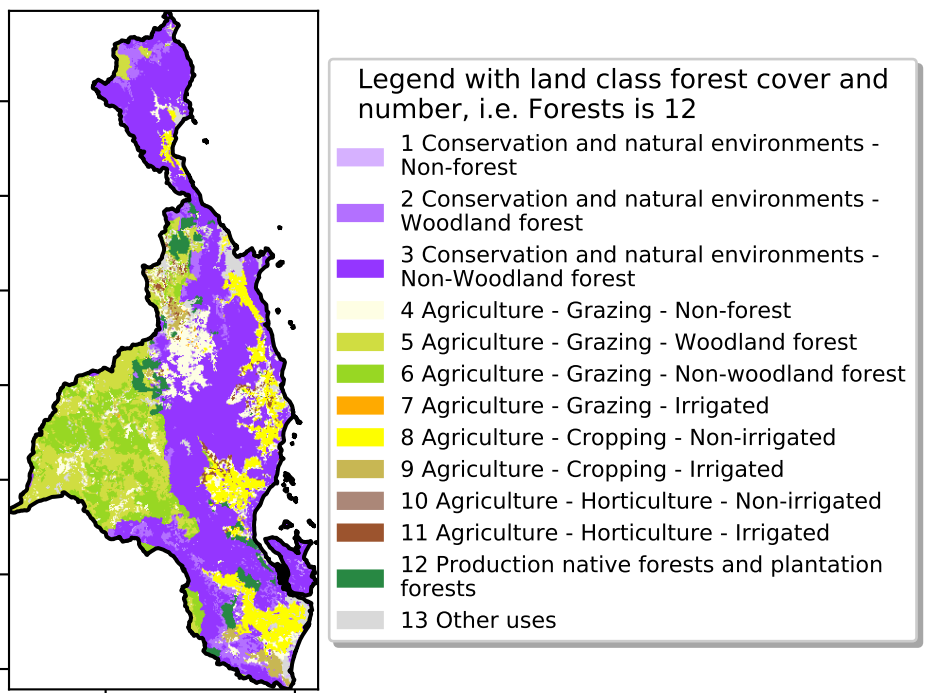 Legend with land class forest cover and
number, i.e. Forests is 12
1 Conservation and natural environments -
Non-forest
2 Conservation and natural environments -
Woodland forest
3 Conservation and natural environments -
Non-Woodland forest
4 Agriculture - Grazing - Non-forest
5 Agriculture - Grazing - Woodland forest
6 Agriculture - Grazing - Non-woodland forest
7 Agriculture - Grazing - Irrigated
8 Agriculture - Cropping - Non-irrigated
9 Agriculture - Cropping - Irrigated
10 Agriculture - Horticulture - Non-irrigated
11 Agriculture - Horticulture - Irrigated
12 Production native forests and plantation
forests
13 Other uses